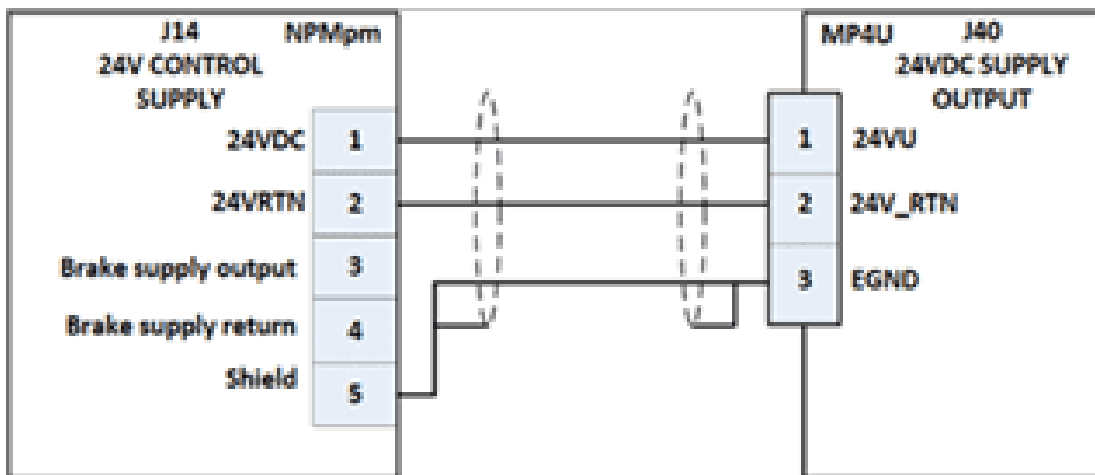 J14 NPMpm
24V CONTROL
SUPPLY
24VDC 1
24VRTN 2
Brake supply output 3
Brake supply return 4
Shield 5
MP4U J40
24VDC SUPPLY
OUTPUT
1 24VU
2 24V_RTN
3 EGND